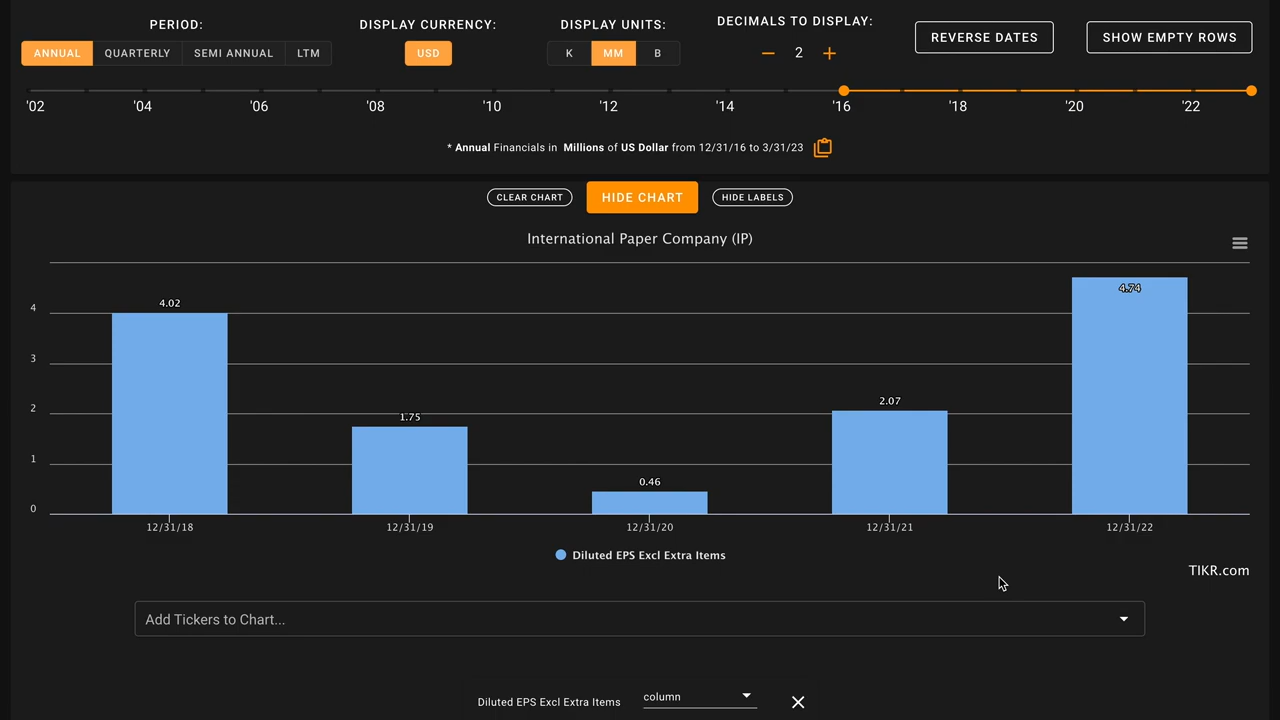 PERIOD:
DISPLAY CURRENCY:
DISPLAY UNITS:
DECIMALS TO DISPLAY:
ANNUAL QUARTERLY SEMI ANNUAL LTM
USD
K MM B
2
REVERSE DATES
SHOW EMPTY ROWS
'02 '04 '06 '08 '10 '12 '14 '16 '18 '20 '22
* Annual Financials in Millions of US Dollar from 12/31/16 to 3/31/23
CLEAR CHART HIDE CHART HIDE LABELS
International Paper Company (IP)
4.74
4.02
4
3
2.07
2
1.75
1
0.46
0
12/31/18 12/31/19 12/31/20 12/31/21 12/31/22
Diluted EPS Excl Extra Items
TIKR.com
Add Tickers to Chart...
Diluted EPS Excl Extra Items column